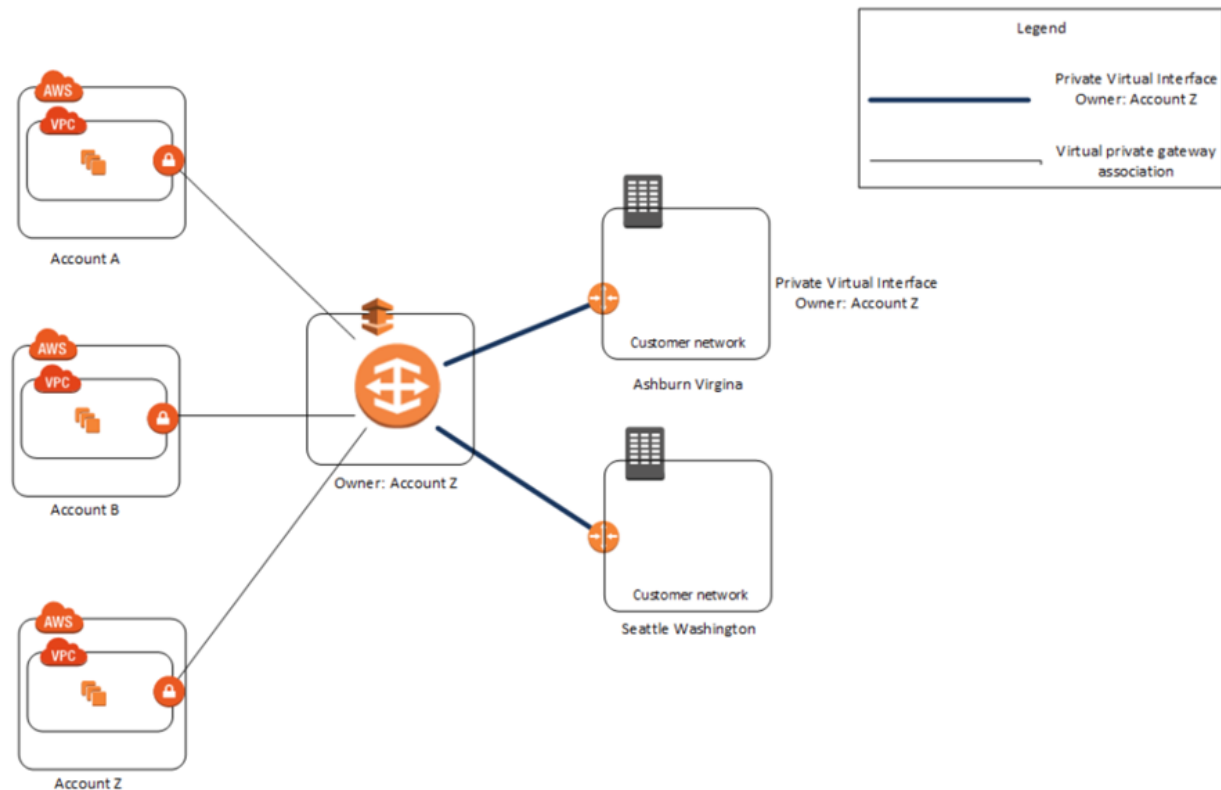 Legend
Private Virtual Interface
Owner: Account Z
Virtual private gateway
association
AWS
VPC
Account A
AWS
VPC
Account B
AWS
VPC
Account Z
Owner: Account Z
Customer network
Ashburn Virgina
Private Virtual Interface
Owner: Account Z
Customer network
Seattle Washington